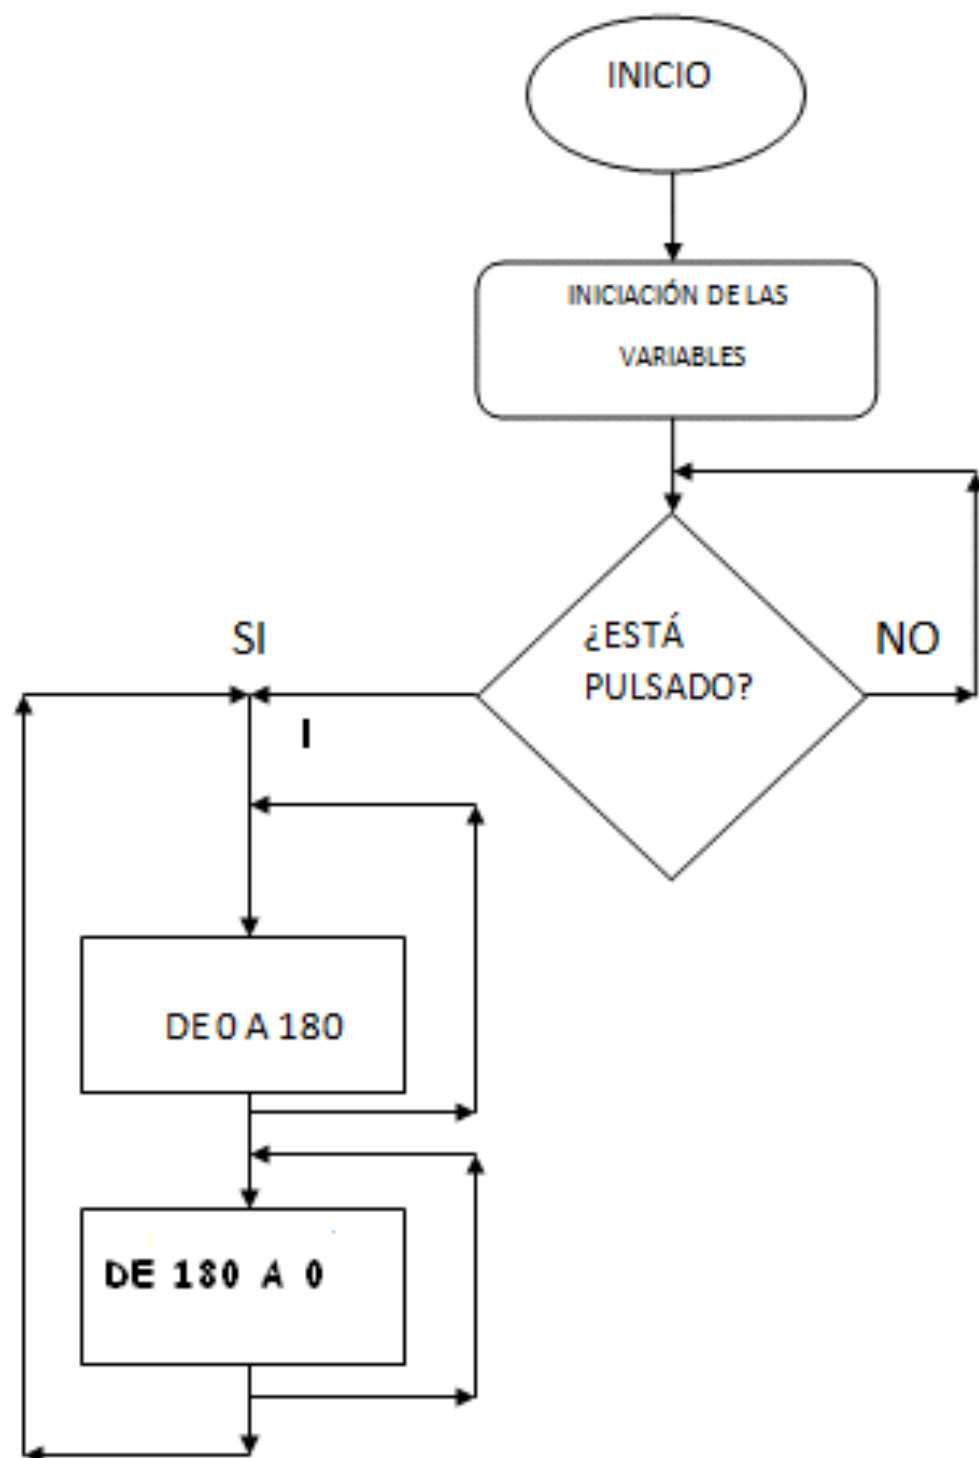 INICIO
INICIACIÓN DE LAS
VARIABLES
¿ESTÁ
PULSADO?
SI
NO
I
DE 0 A 180
DE 180 A 0